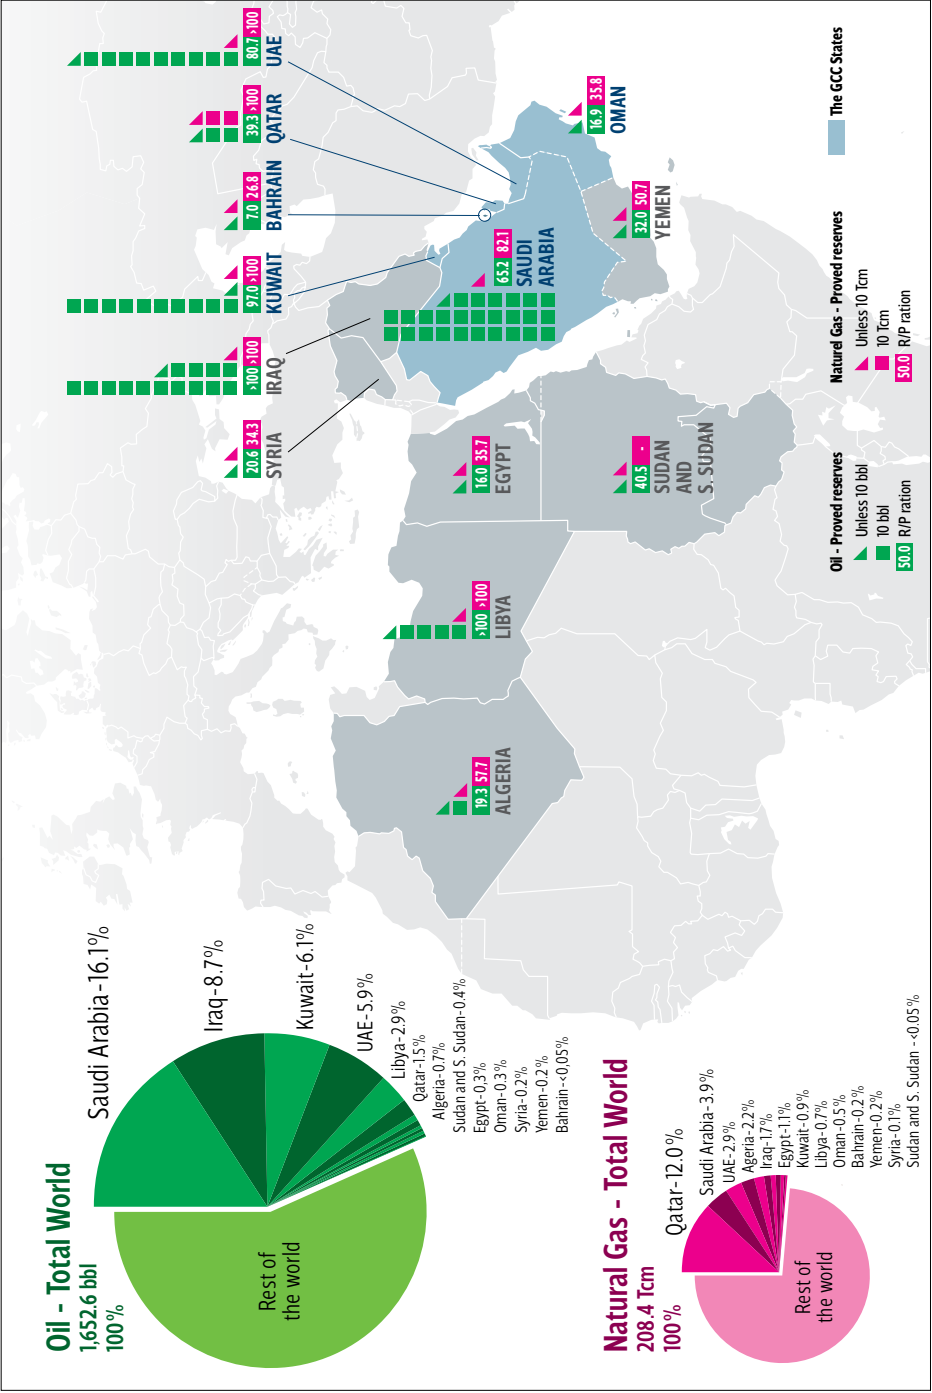 Oil - Total World
1,652.6 bbl
100%
Saudi Arabia-16.1%
Iraq-8.7%
Kuwait-6.1%
UAE-5.9%
Libya-2.9%
Qatar-1.5%
Algeria-0.7%
Sudan and S. Sudan-0.4%
Egypt-0,3%
Oman-0.3%
Syria-0.2%
Yemen-0.2%
Bahrain-<0,05%
Rest of
the world
Natural Gas - Total World
208.4 Tcm
100%
Qatar-12.0%
Saudi Arabia-3.9%
UAE-2.9%
Ageria-2.2%
Iraq-1.7%
Egypt-1.1%
Kuwait-0.9%
Libya-0.7%
Oman-0.5%
Bahrain-0.2%
Yemen-0.2%
Syria-0.1%
Sudan and S. Sudan -<0.05%
Rest of
the world
20.6 34.3
SYRIA
>100 >100
IRAQ
97.0 >100
KUWAIT
7.0 26.8
BAHRAIN
39.3 >100
QATAR
80.7 >100
UAE
19.3 57.7
ALGERIA
>100 >100
LIBYA
16.0 35.7
EGYPT
65.2 82.1
SAUDI
ARABIA
16.9 35.8
OMAN
40.5 -
SUDAN
AND
S. SUDAN
32.0 50.7
YEMEN
Oil - Proved reserves
Unless 10 bbl
10 bbl
50.0 R/P ration
Naturel Gas - Proved reserves
Unless 10 Tcm
10 Tcm
50.0 R/P ration
The GCC States